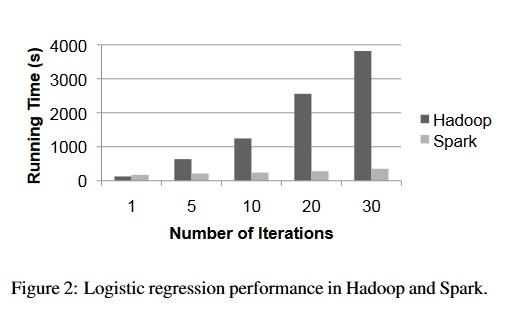 4000
3000
2000
1000
0
Running Time (s)
1 5 10 20 30
Number of Iterations
Hadoop
Spark
Figure 2: Logistic regression performance in Hadoop and Spark.